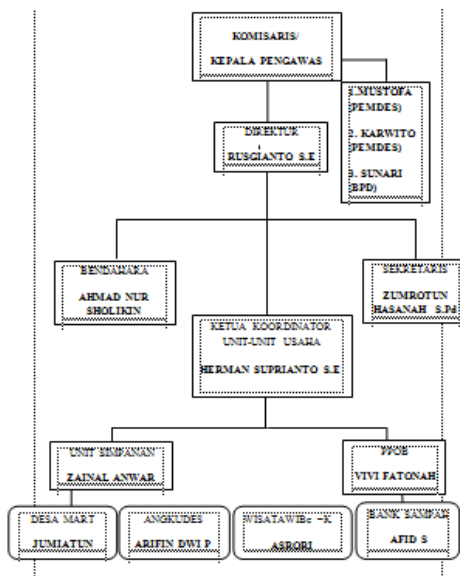 KOMISARIS/
KEPALA PENGAWAS
1.MUSTOFA
(PEMDES)
2. KARWITO
(PEMDES)
3. SUNARI
(BPD)
DIREKTUR
RUSGIANTO S.E
BENDAHARA
AHMAD NUR
SHOLIKIN
SEKRETARIS
ZUMROTUN
HASANAH S.Pd
KETUA KOORDINATOR
UNIT-UNIT USAHA
HERMAN SUPRIANTO S.E
UNIT SIMPANAN
ZAINAL ANWAR
PPOB
VIVI FATONAH
DESA MART
JUMIATUN
ANGKUDES
ARIFIN DWI P
WISATAWIBe -K
ASRORI
BANK SAMPAH
AFID S